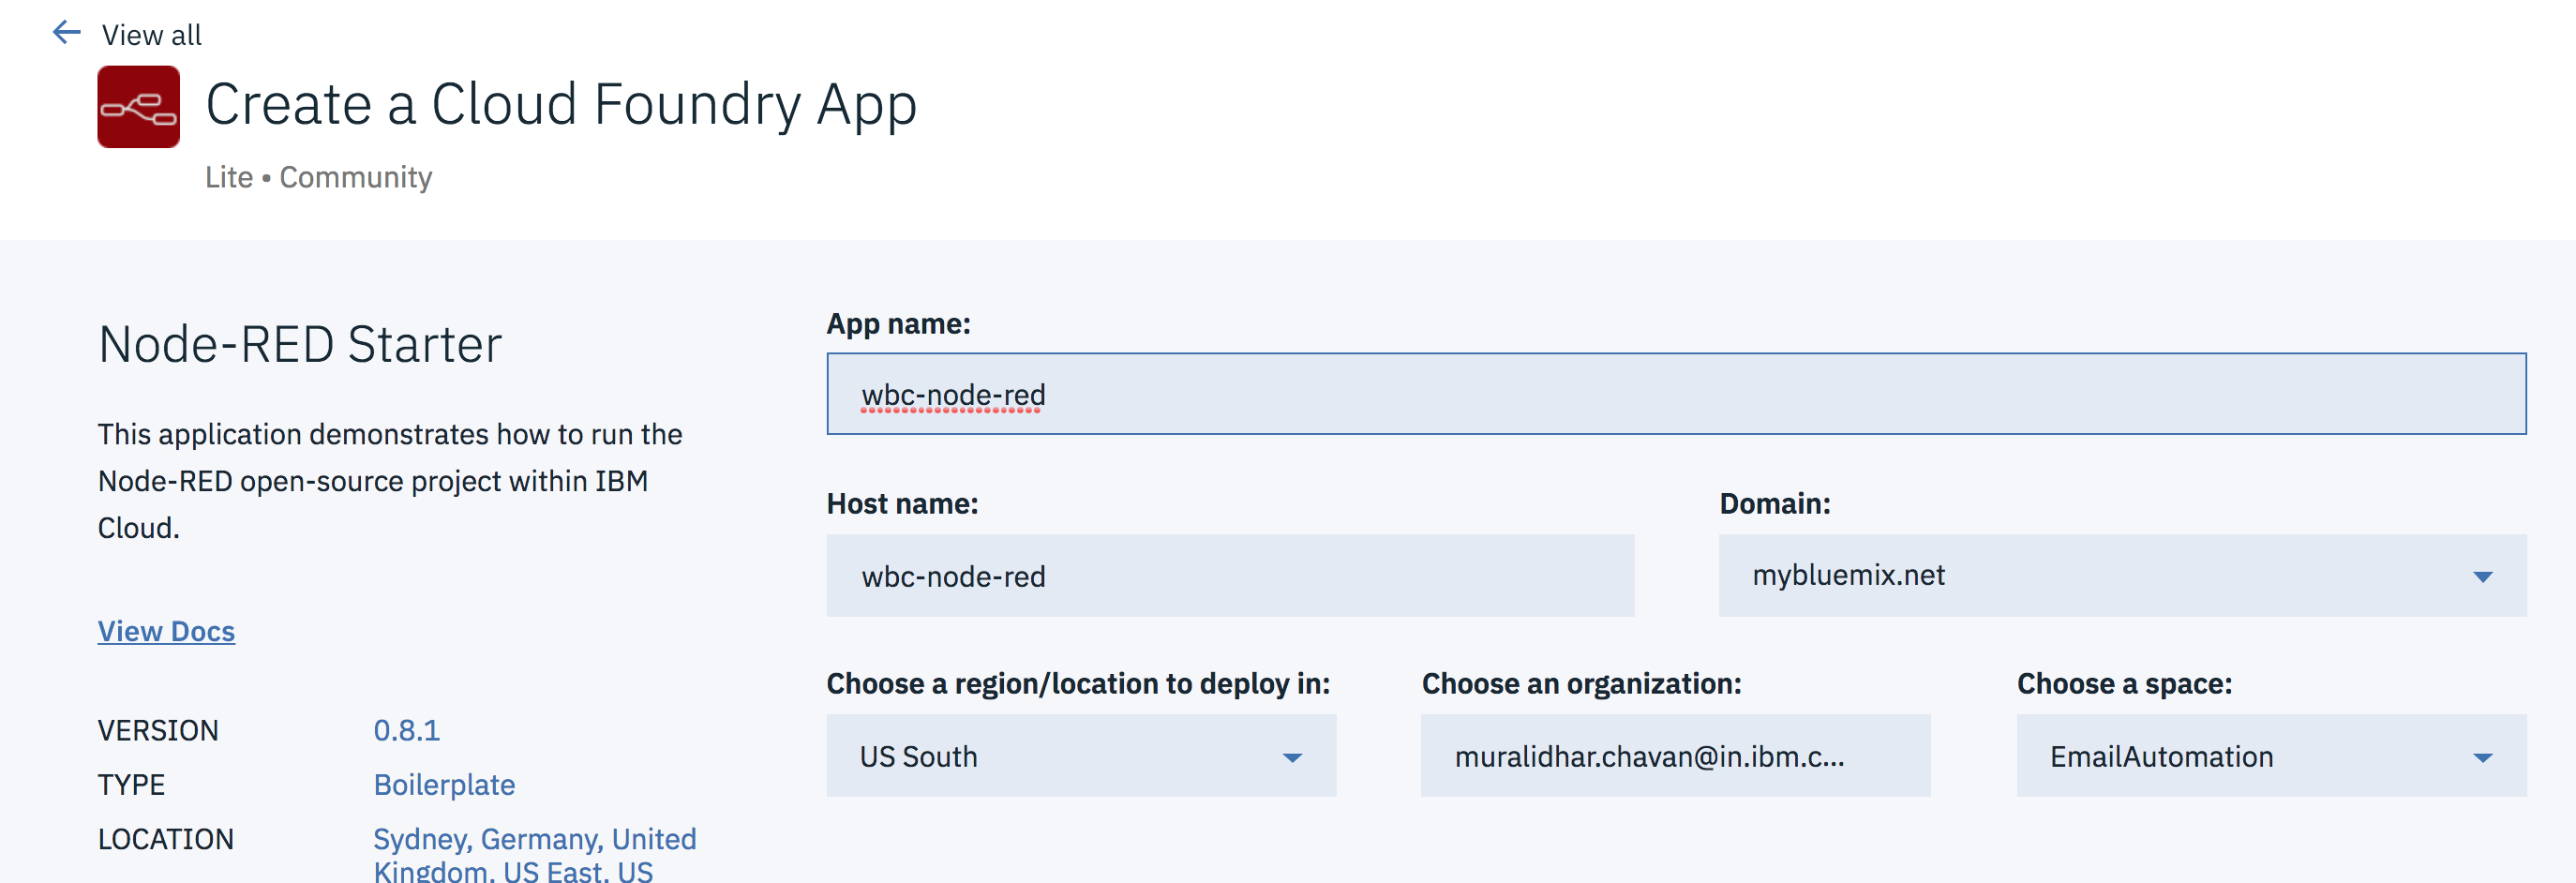 View all
Create a Cloud Foundry App
Lite • Community
Node-RED Starter
This application demonstrates how to run the
Node-RED open-source project within IBM
Cloud.
View Docs
VERSION 0.8.1
TYPE Boilerplate
LOCATION Sydney, Germany, United
Kingdom, US East, US
App name:
wbc-node-red
Host name:
wbc-node-red
Domain:
mybluemix.net
Choose a region/location to deploy in:
US South
Choose an organization:
muralidhar.chavan@in.ibm.c...
Choose a space:
EmailAutomation